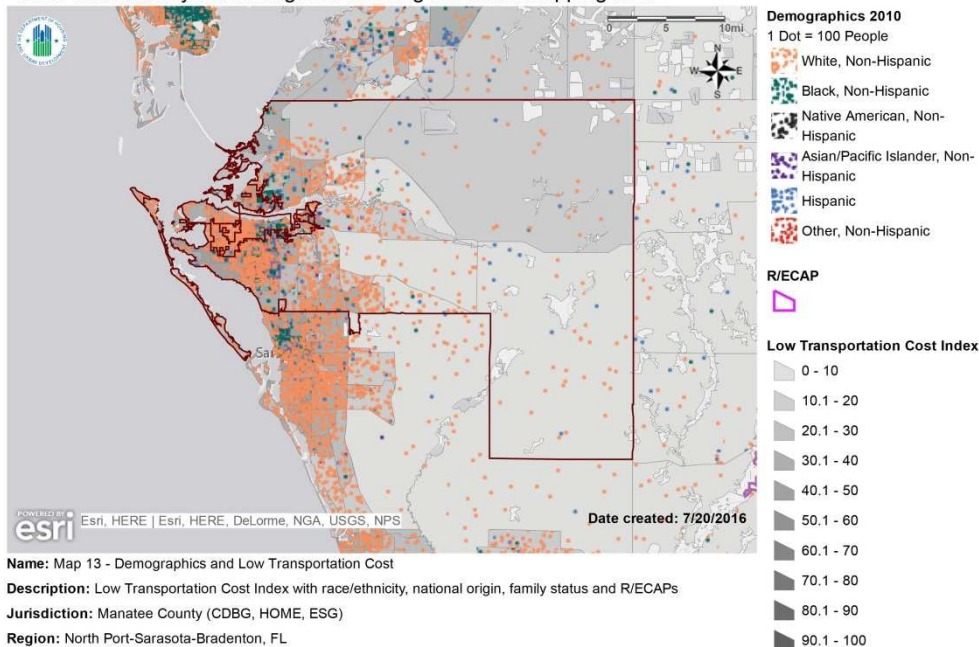 0 5 10mi
N
W E
S
Demographics 2010
1 Dot = 100 People
White, Non-Hispanic
Black, Non-Hispanic
Native American, Non-
Hispanic
Asian/Pacific Islander, Non-
Hispanic
Hispanic
Other, Non-Hispanic
R/ECAP
Low Transportation Cost Index
0 - 10
10.1 - 20
20.1 - 30
30.1 - 40
40.1 - 50
50.1 - 60
60.1 - 70
70.1 - 80
80.1 - 90
90.1 - 100
POWERED BY
esri
Esri, HERE | Esri, HERE, DeLorme, NGA, USGS, NPS
Date created: 7/20/2016
Name: Map 13 - Demographics and Low Transportation Cost
Description: Low Transportation Cost Index with race/ethnicity, national origin, family status and R/ECAPs
Jurisdiction: Manatee County (CDBG, HOME, ESG)
Region: North Port-Sarasota-Bradenton, FL